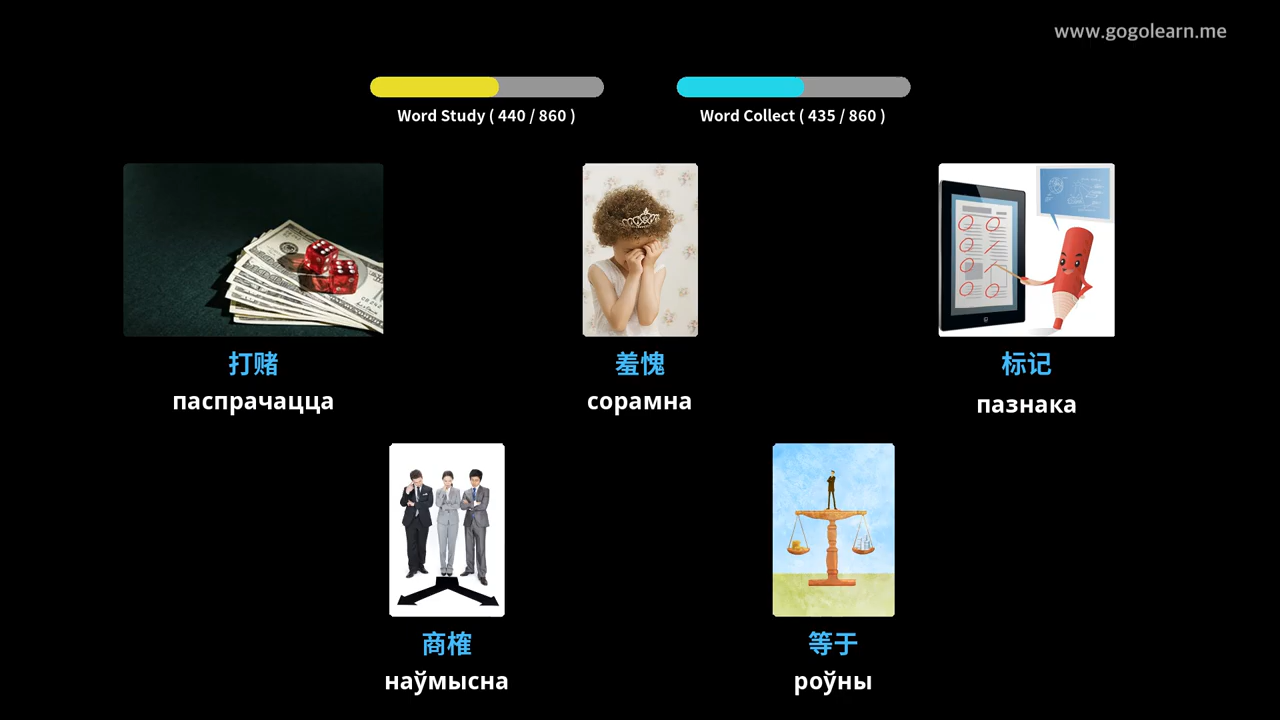 www.gogolearn.me
Word Study ( 440 / 860 )
Word Collect ( 435 / 860 )
打赌
паспрачацца
羞愧
сорамна
标记
пазнака
商榷
наўмысна
等于
роўны